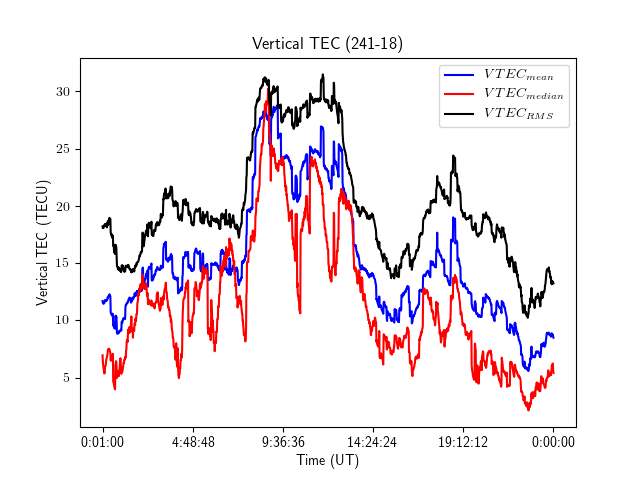 Vertical TEC (241-18)
VTEC_mean
VTEC_median
VTEC_RMS
Vertical TEC (TECU)
30
25
20
15
10
5
0:01:00 4:48:48 9:36:36 14:24:24 19:12:12 0:00:00
Time (UT)